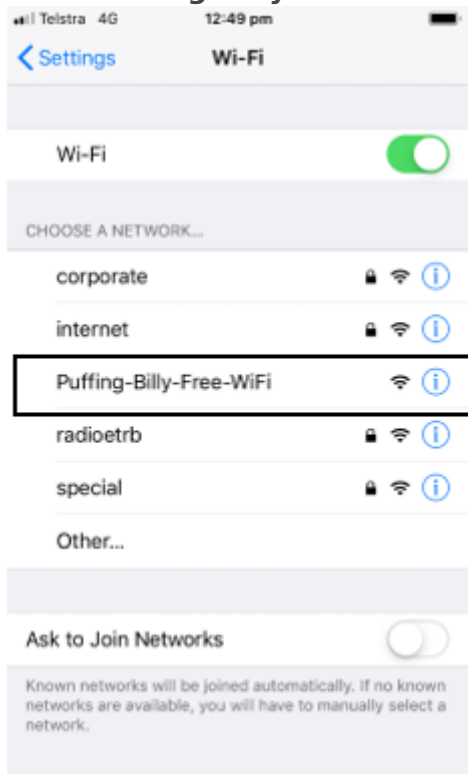 Telstra 4G 12:49 pm
Settings Wi-Fi
Wi-Fi
CHOOSE A NETWORK...
corporate
internet
Puffing-Billy-Free-WiFi
radioetrb
special
Other...
Ask to Join Networks
Known networks will be joined automatically. If no known
networks are available, you will have to manually select a
network.